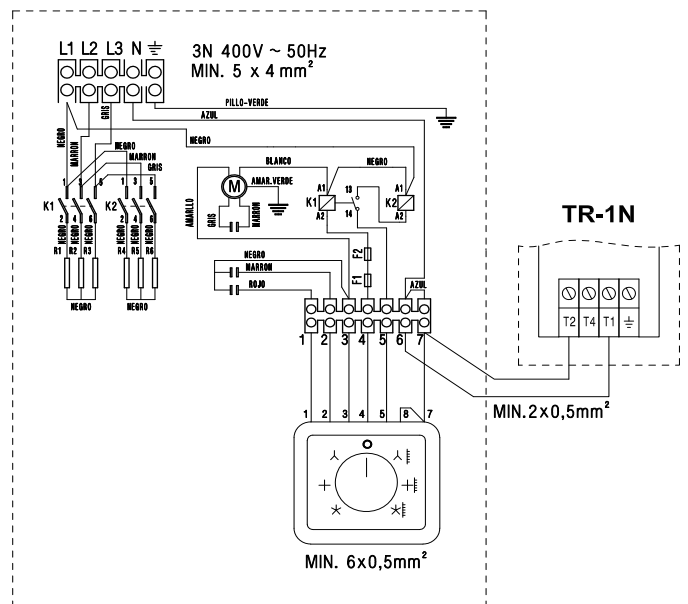 L1 L2 L3 N
3N 400V ~ 50Hz
MIN. 5 x 4 mm²
PILLO-VERDE
AZUL
NEGRO
MARRON
GRIS
NEGRO
NEGRO
MARRON
GRIS
1 3 5
1 3 5
K1
K2
2 4 6
2 4 6
NEGRO NEGRO NEGRO
NEGRO NEGRO NEGRO
R1 R2 R3
R4 R5 R6
NEGRO
NEGRO
BLANCO
NEGRO
M
AMAR.VERDE
AMARLLO
GRIS
MARRON
A1
K1
A2
13
14
A1
K2
A2
F2
F1
NEGRO
MARRON
ROJO
AZUL
1 2 3 4 5 6 7
1 2 3 4 5 8 7
MIN. 6x0,5mm²
TR-1N
T2 T4 T1
MIN.2x0,5mm²